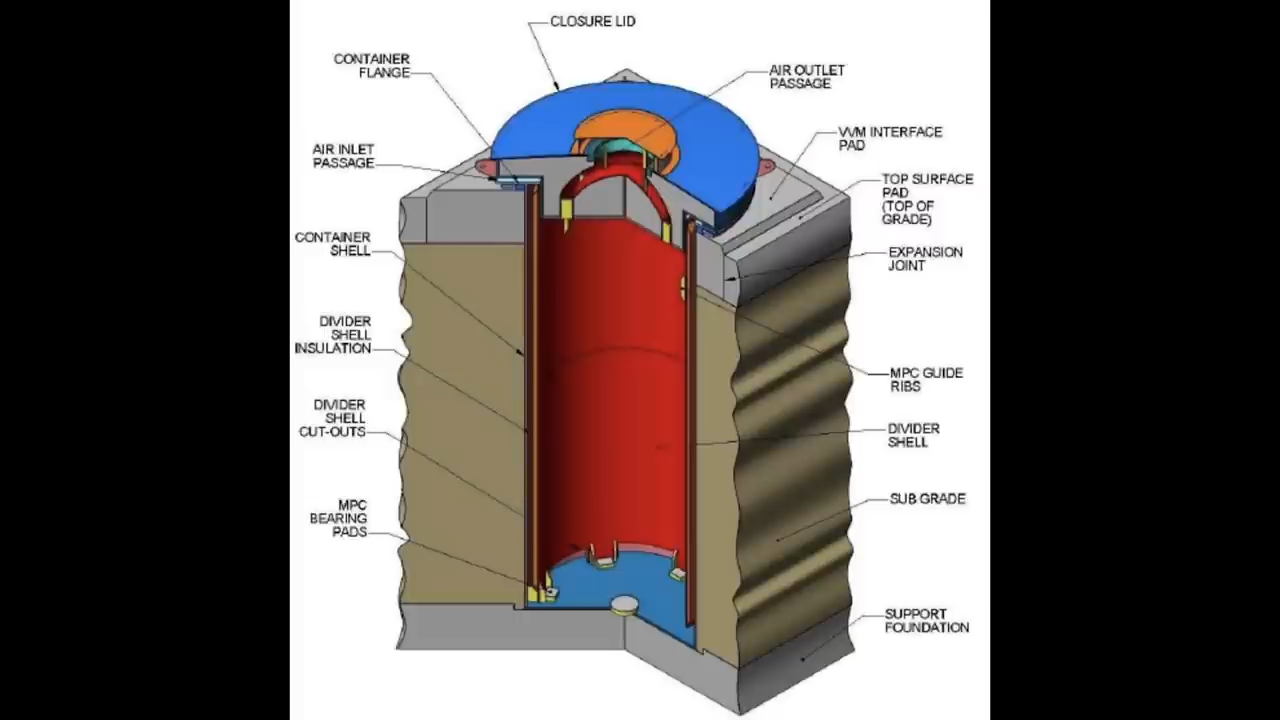 CLOSURE LID
CONTAINER
FLANGE
AIR OUTLET
PASSAGE
AIR INLET
PASSAGE
VVM INTERFACE
PAD
TOP SURFACE
PAD
(TOP OF
GRADE)
CONTAINER
SHELL
EXPANSION
JOINT
DIVIDER
SHELL
INSULATION
MPC GUIDE
RIBS
DIVIDER
SHELL
CUT-OUTS
DIVIDER
SHELL
MPC
BEARING
PADS
SUB GRADE
SUPPORT
FOUNDATION